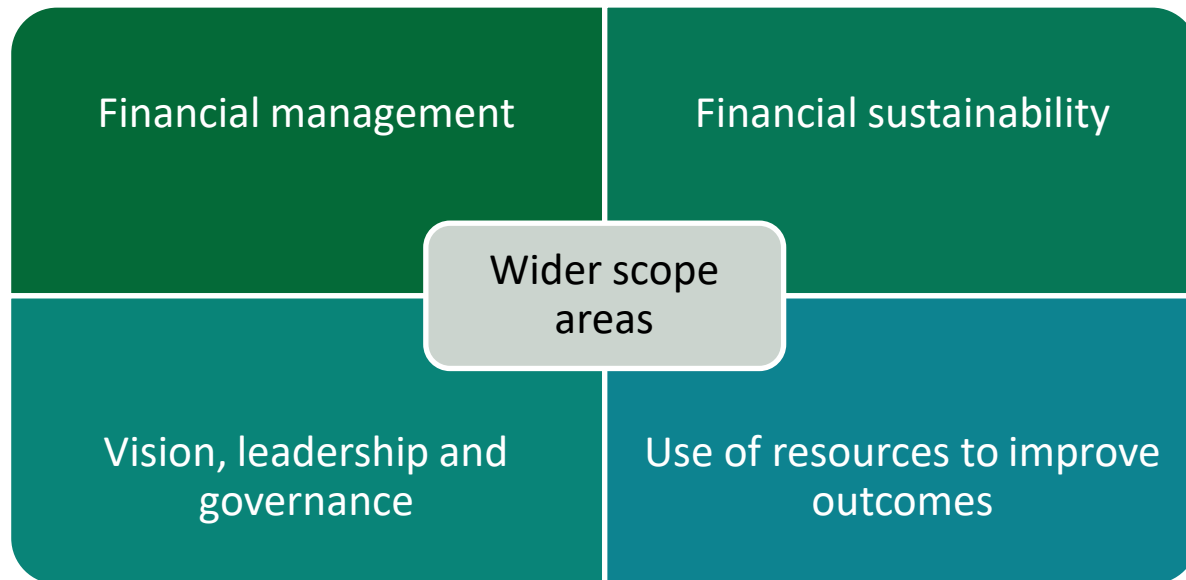 Financial management
Financial sustainability
Wider scope
areas
Vision, leadership and
governance
Use of resources to improve
outcomes